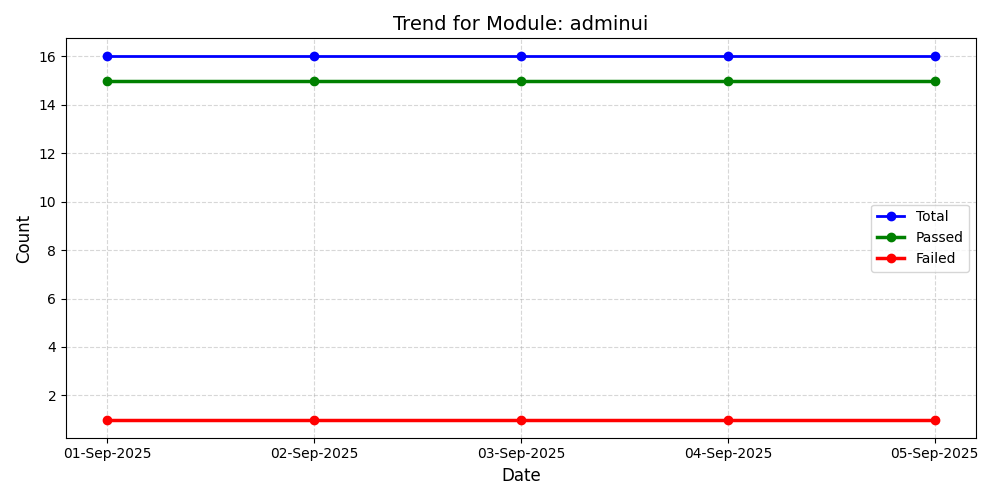 Trend for Module: adminui
Count
16
14
12
10
8
6
4
2
Total
Passed
Failed
01-Sep-2025 02-Sep-2025 03-Sep-2025 04-Sep-2025 05-Sep-2025
Date